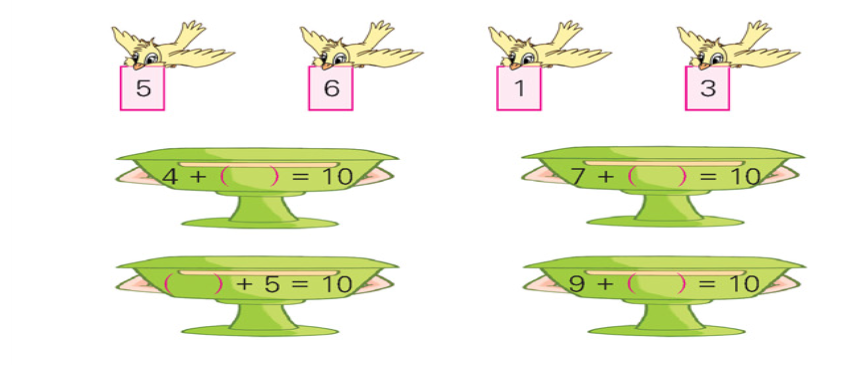 5 6 1 3
4 + ( ) = 10 7 + ( ) = 10
( ) + 5 = 10 9 + ( ) = 10